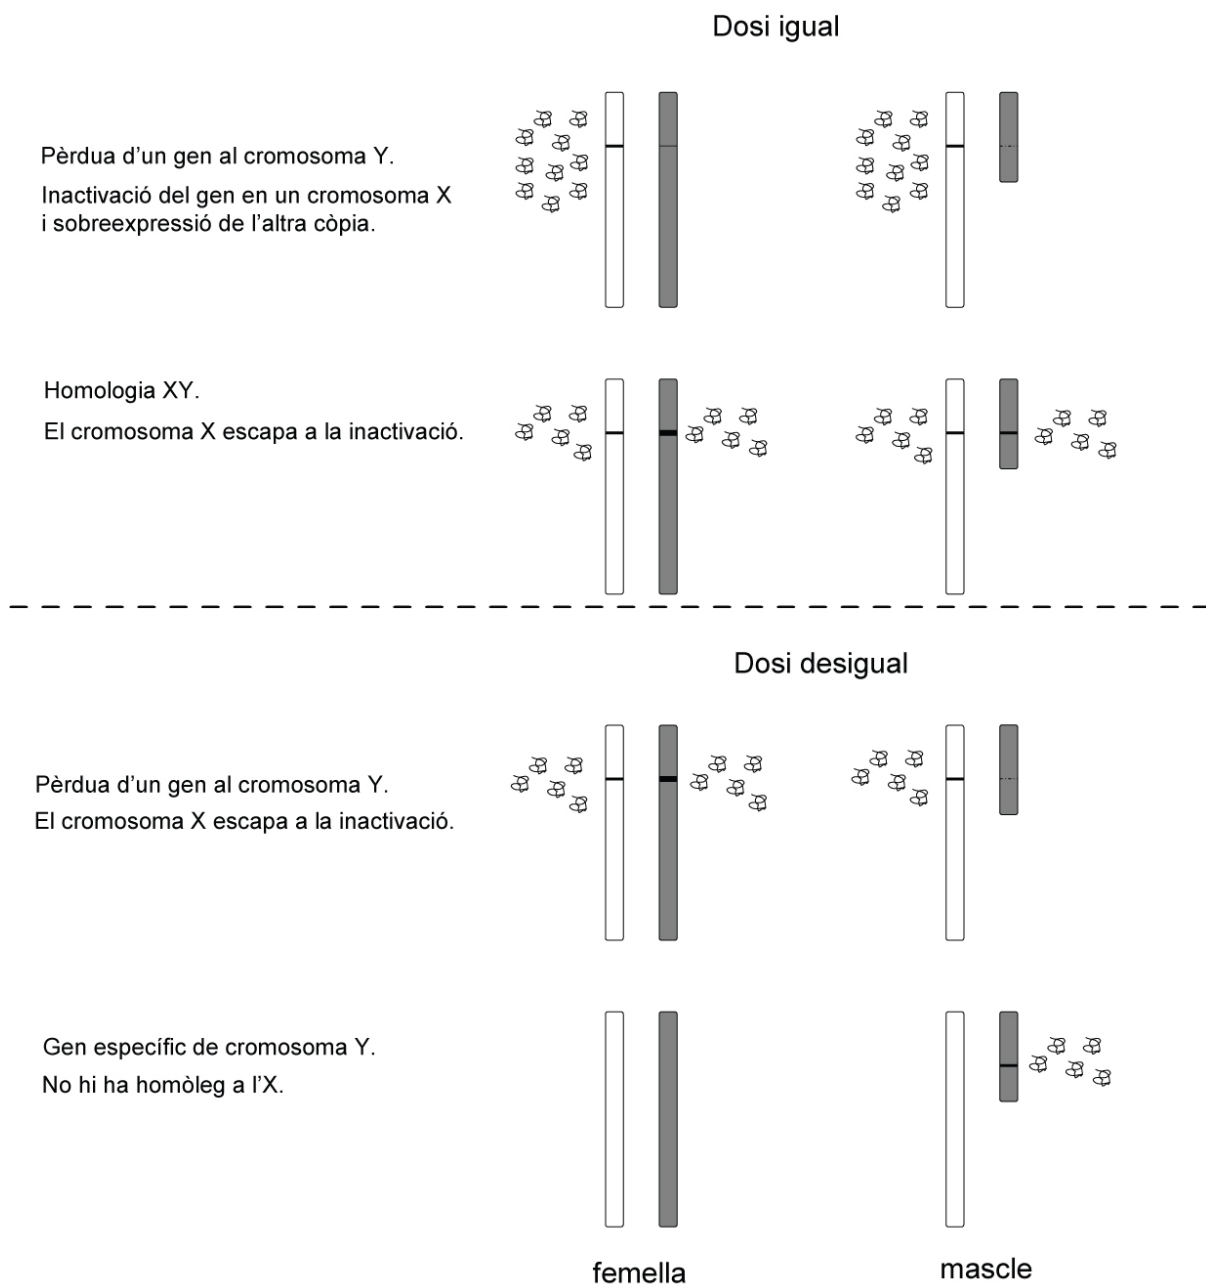 Dosi igual
Pèrdua d'un gen al cromosoma Y.
Inactivació del gen en un cromosoma X
i sobreexpressió de l'altra còpia.
Homologia XY.
El cromosoma X escapa a la inactivació.
Dosi desigual
Pèrdua d'un gen al cromosoma Y.
El cromosoma X escapa a la inactivació.
Gen específic de cromosoma Y.
No hi ha homòleg a l'X.
femella
mascle